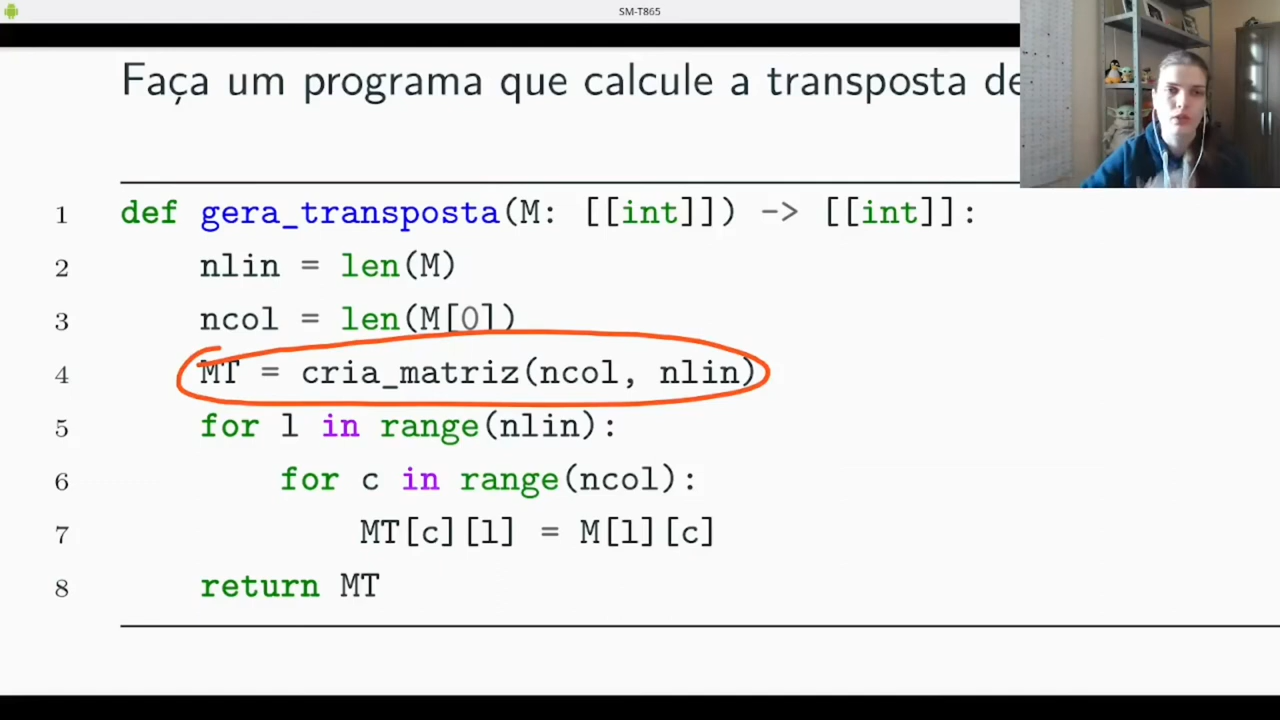 SM-T865
Faça um programa que calcule a transposta de
1 def gera_transposta(M: [[int]]) -> [[int]]:
2 nlin = len(M)
3 ncol = len(M[0])
4 MT = cria_matriz(ncol, nlin)
5 for l in range(nlin):
6 for c in range(ncol):
7 MT[c][l] = M[l][c]
8 return MT